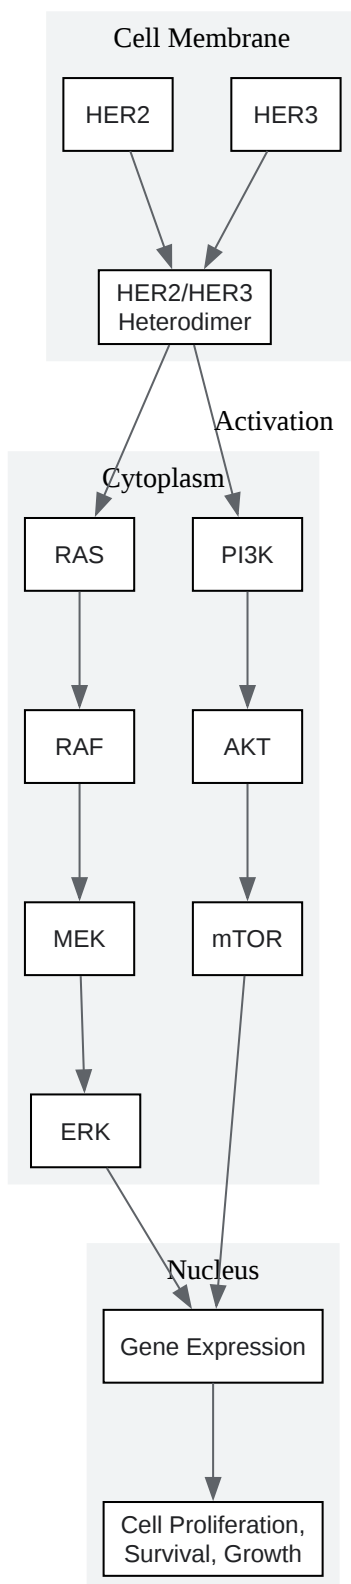 Cell Membrane
HER2
HER3
HER2/HER3
Heterodimer
Activation
Cytoplasm
RAS
PI3K
RAF
AKT
MEK
mTOR
ERK
Nucleus
Gene Expression
Cell Proliferation,
Survival, Growth